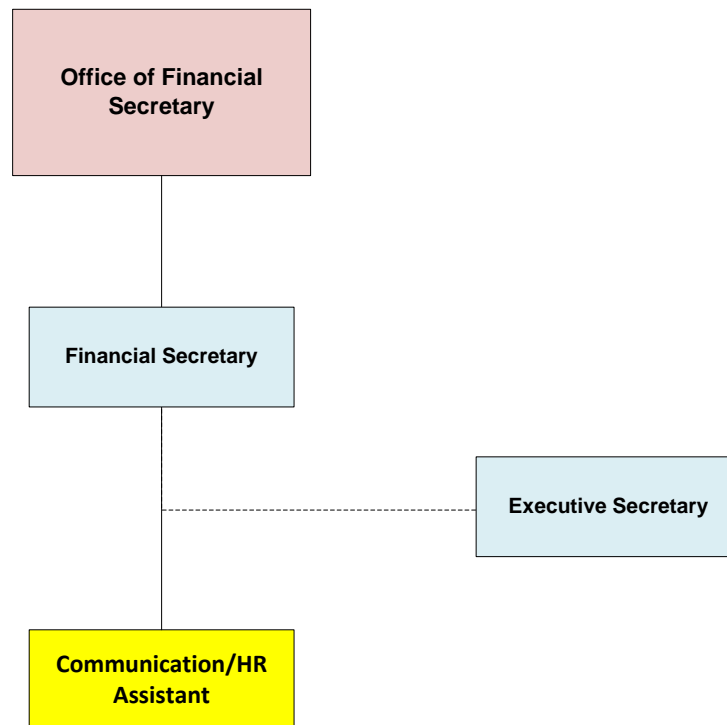 Office of Financial
Secretary
Financial Secretary
Executive Secretary
Communication/HR
Assistant